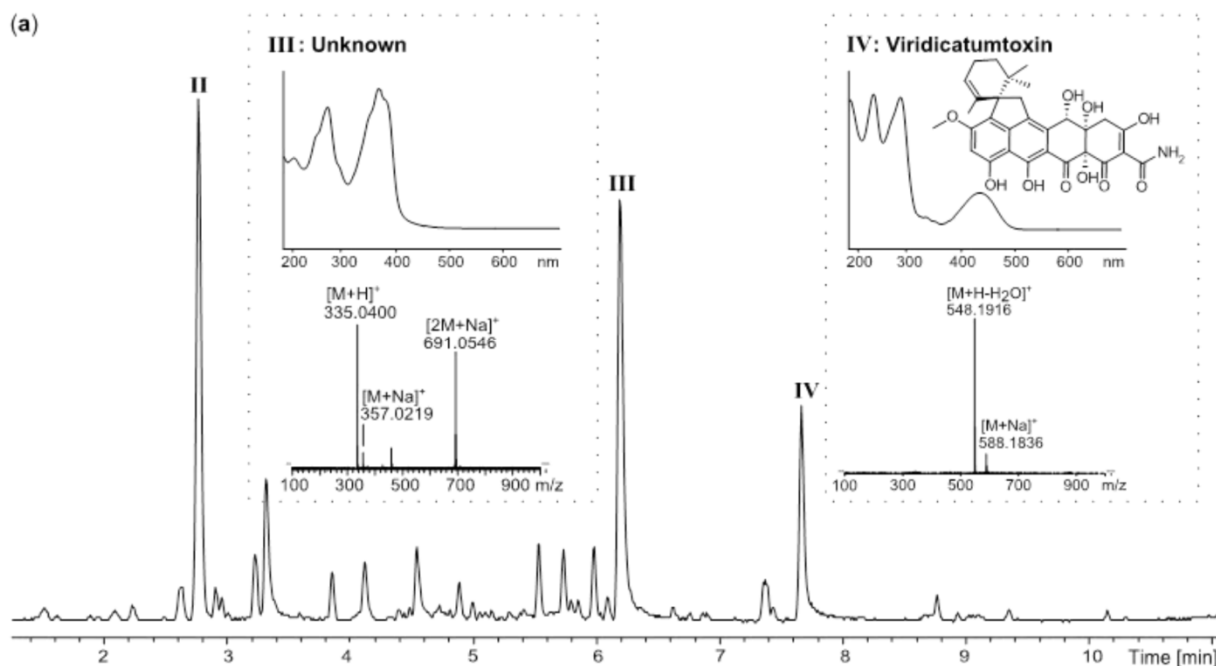 (a)
III : Unknown
IV: Viridicatumtoxin
II
III
IV
200 300 400 500 600 nm
200 300 400 500 600 nm
OH
OH
OH
O
NH2
OH
OH
OH
O
O
O
[M+H]+
335.0400
[2M+Na]+
691.0546
[M+Na]+
357.0219
100 300 500 700 900 m/z
[M+H-H2O]+
548.1916
[M+Na]+
588.1836
100 300 500 700 900 m/z
2 3 4 5 6 7 8 9 10 Time [min]